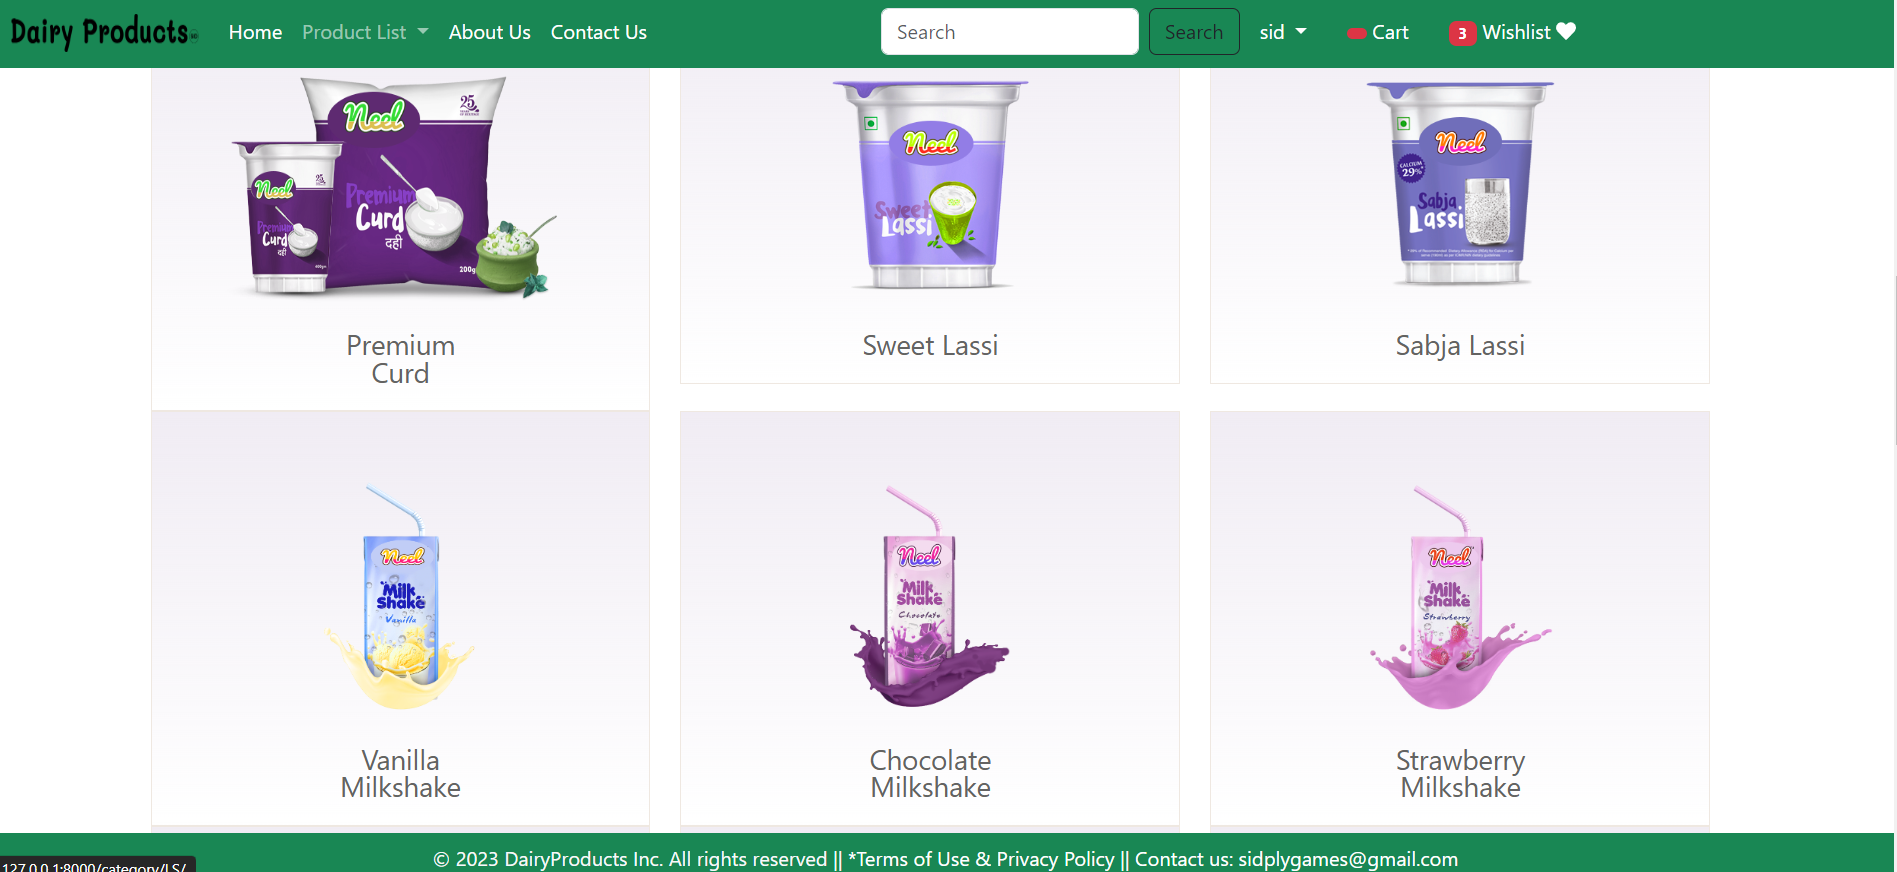 Dairy Products
Home Product List About Us Contact Us Search Search sid Cart 3 Wishlist
Neel
25
Neel
Premium
Curd
दही
200g
Neel
25
Premium
Curd
दही
Premium
Curd
Neel
Sweet
Lassi
Sweet Lassi
Neel
CALCIUM
29%
Sabja
Lassi
Sabja Lassi
Neel
Milk
Shake
Vanilla
Vanilla
Milkshake
Neel
Milk
Shake
Chocolate
Chocolate
Milkshake
Neel
Milk
Shake
Strawberry
Strawberry
Milkshake
© 2023 DairyProducts Inc. All rights reserved || *Terms of Use & Privacy Policy || Contact us: sidplygames@gmail.com
127.0.0.1:8000/category/LS/